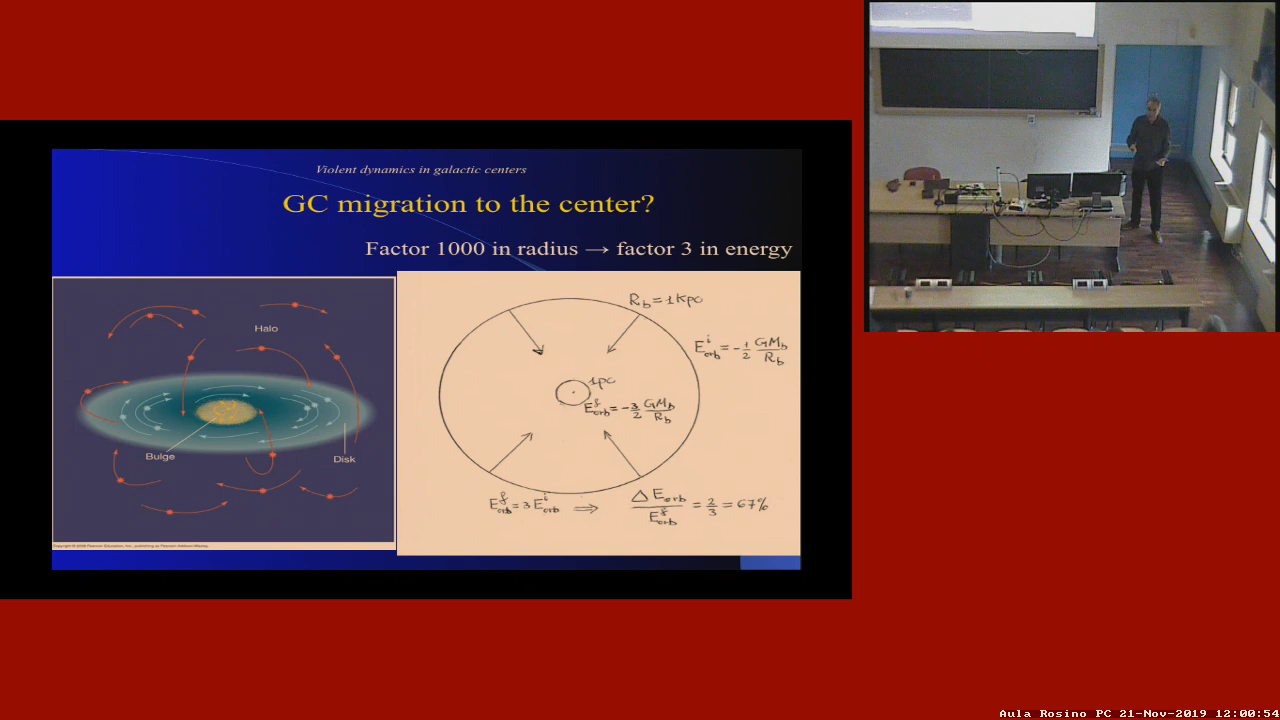 Violent dynamics in galactic centers
GC migration to the center?
Factor 1000 in radius → factor 3 in energy
Halo
Bulge
Disk
R_b = 1 kpc
E^i_orb = -1/2 GM_b/R_b
1pc
E^f_orb = -3/2 GM_b/R_b
E^f_orb = 3 E^i_orb ⇒ ΔE_orb/E^f_orb = 2/3 = 67%
Aula Rosino PC 21-Nov-2019 12:00:54